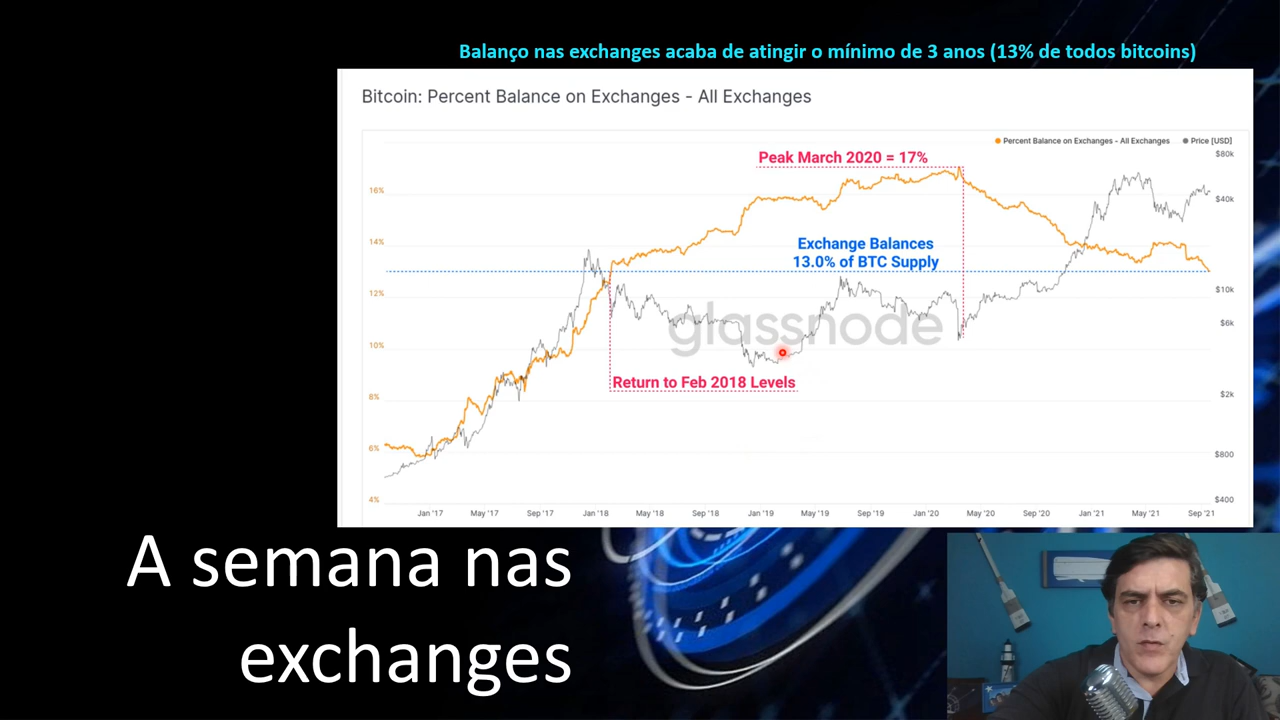 Balanço nas exchanges acaba de atingir o mínimo de 3 anos (13% de todos bitcoins)
Bitcoin: Percent Balance on Exchanges - All Exchanges
Percent Balance on Exchanges - All Exchanges
Price [USD]
Peak March 2020 = 17%
Exchange Balances
13.0% of BTC Supply
glassnode
Return to Feb 2018 Levels
16%
14%
12%
10%
8%
6%
4%
$80k
$40k
$10k
$6k
$2k
$800
$400
Jan '17
May '17
Sep '17
Jan '18
May '18
Sep '18
Jan '19
May '19
Sep '19
Jan '20
May '20
Sep '20
Jan '21
May '21
Sep '21
A semana nas
exchanges